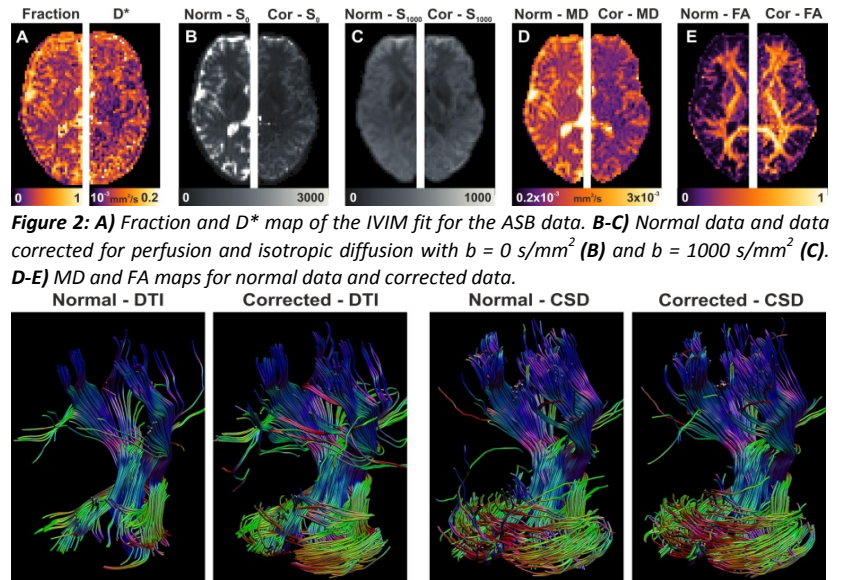 Fraction D* Norm - S₀ Cor - S₀ Norm - S₁₀₀₀ Cor - S₁₀₀₀ Norm - MD Cor - MD Norm - FA Cor - FA
A B C D E
0 1 10⁻³ mm²/s 0.2 0 3000 0 1000 0.2x10⁻³ mm²/s 3x10⁻³ 0 1
Figure 2: A) Fraction and D* map of the IVIM fit for the ASB data. B-C) Normal data and data
corrected for perfusion and isotropic diffusion with b = 0 s/mm² (B) and b = 1000 s/mm² (C).
D-E) MD and FA maps for normal data and corrected data.
Normal - DTI Corrected - DTI Normal - CSD Corrected - CSD